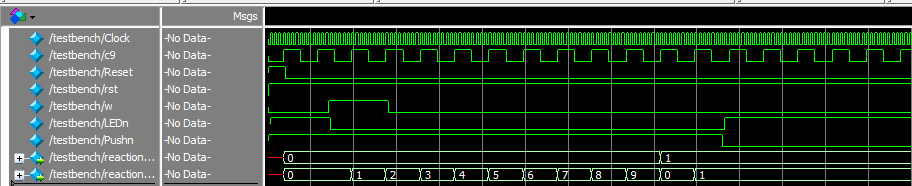 Msgs
/testbench/Clock -No Data-
/testbench/c9 -No Data-
/testbench/Reset -No Data-
/testbench/rst -No Data-
/testbench/w -No Data-
/testbench/LEDn -No Data-
/testbench/Pushn -No Data-
/testbench/reaction... -No Data- 0 1
/testbench/reaction... -No Data- 0 1 2 3 4 5 6 7 8 9 0 1